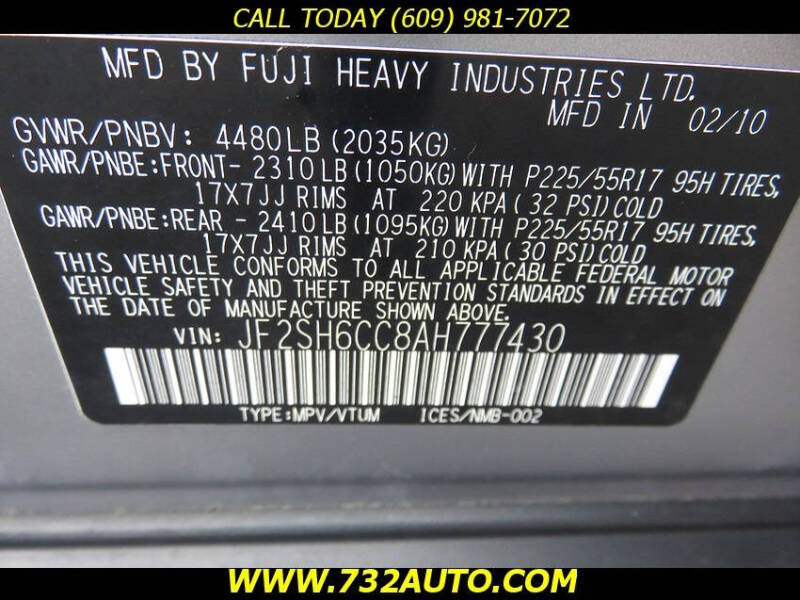 CALL TODAY (609) 981-7072
MFD BY FUJI HEAVY INDUSTRIES LTD.
MFD IN 02/10
GVWR/PNBV: 4480LB (2035KG)
GAWR/PNBE:FRONT- 2310LB (1050KG) WITH P225/55R17 95H TIRES,
17X7JJ RIMS AT 220 KPA ( 32 PSI) COLD
GAWR/PNBE:REAR - 2410LB (1095KG) WITH P225/55R17 95H TIRES,
17X7JJ RIMS AT 210 KPA ( 30 PSI) COLD
THIS VEHICLE CONFORMS TO ALL APPLICABLE FEDERAL MOTOR
VEHICLE SAFETY AND THEFT PREVENTION STANDARDS IN EFFECT ON
THE DATE OF MANUFACTURE SHOWN ABOVE.
VIN: JF2SH6CC8AH777430
TYPE:MPV/VTUM ICES/NMB-002
WWW.732AUTO.COM